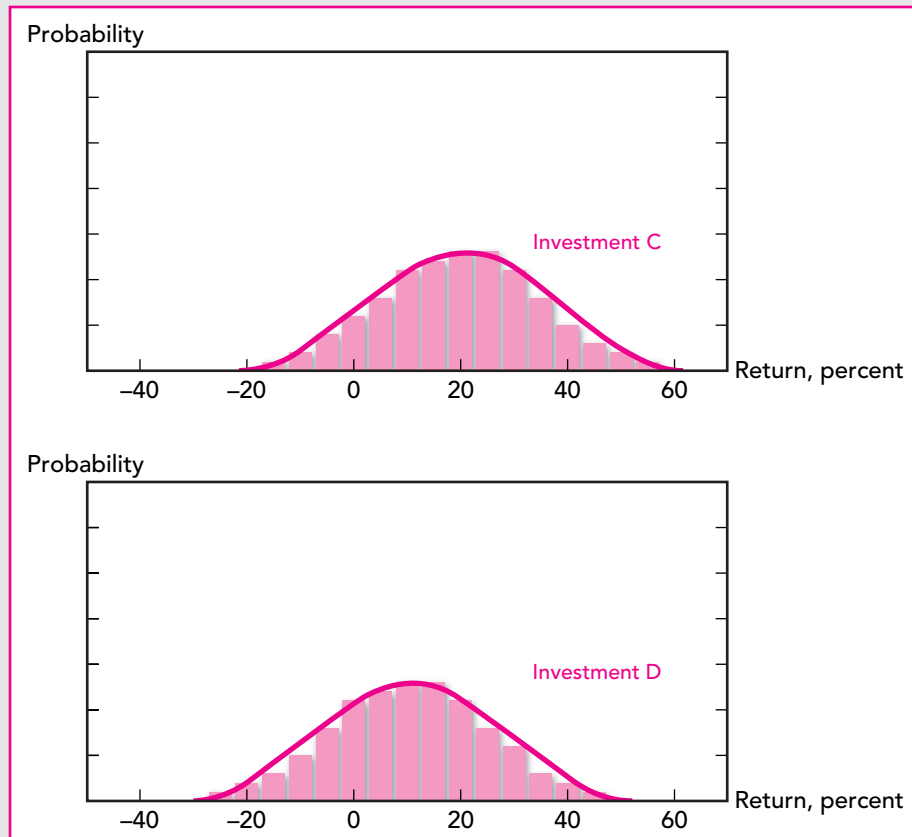 Probability
Investment C
Return, percent
–40 –20 0 20 40 60
Probability
Investment D
Return, percent
–40 –20 0 20 40 60